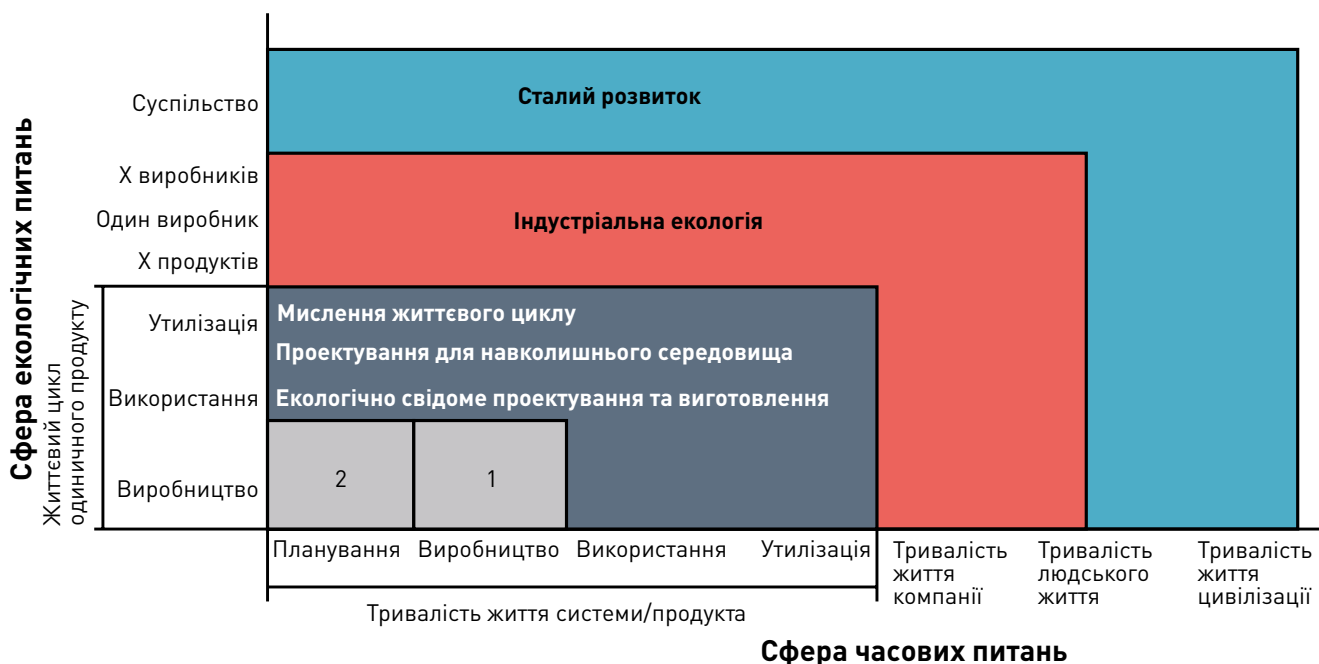 Сфера екологічних питань
Життєвий цикл
одиничного продукту
Суспільство
Х виробників
Один виробник
Х продуктів
Утилізація
Використання
Виробництво
Сталий розвиток
Індустріальна екологія
Мислення життєвого циклу
Проектування для навколишнього середовища
Екологічно свідоме проектування та виготовлення
2
1
Планування
Виробництво
Використання
Утилізація
Тривалість
життя
компанії
Тривалість
людського
життя
Тривалість
життя
цивілізації
Тривалість життя системи/продукта
Сфера часових питань